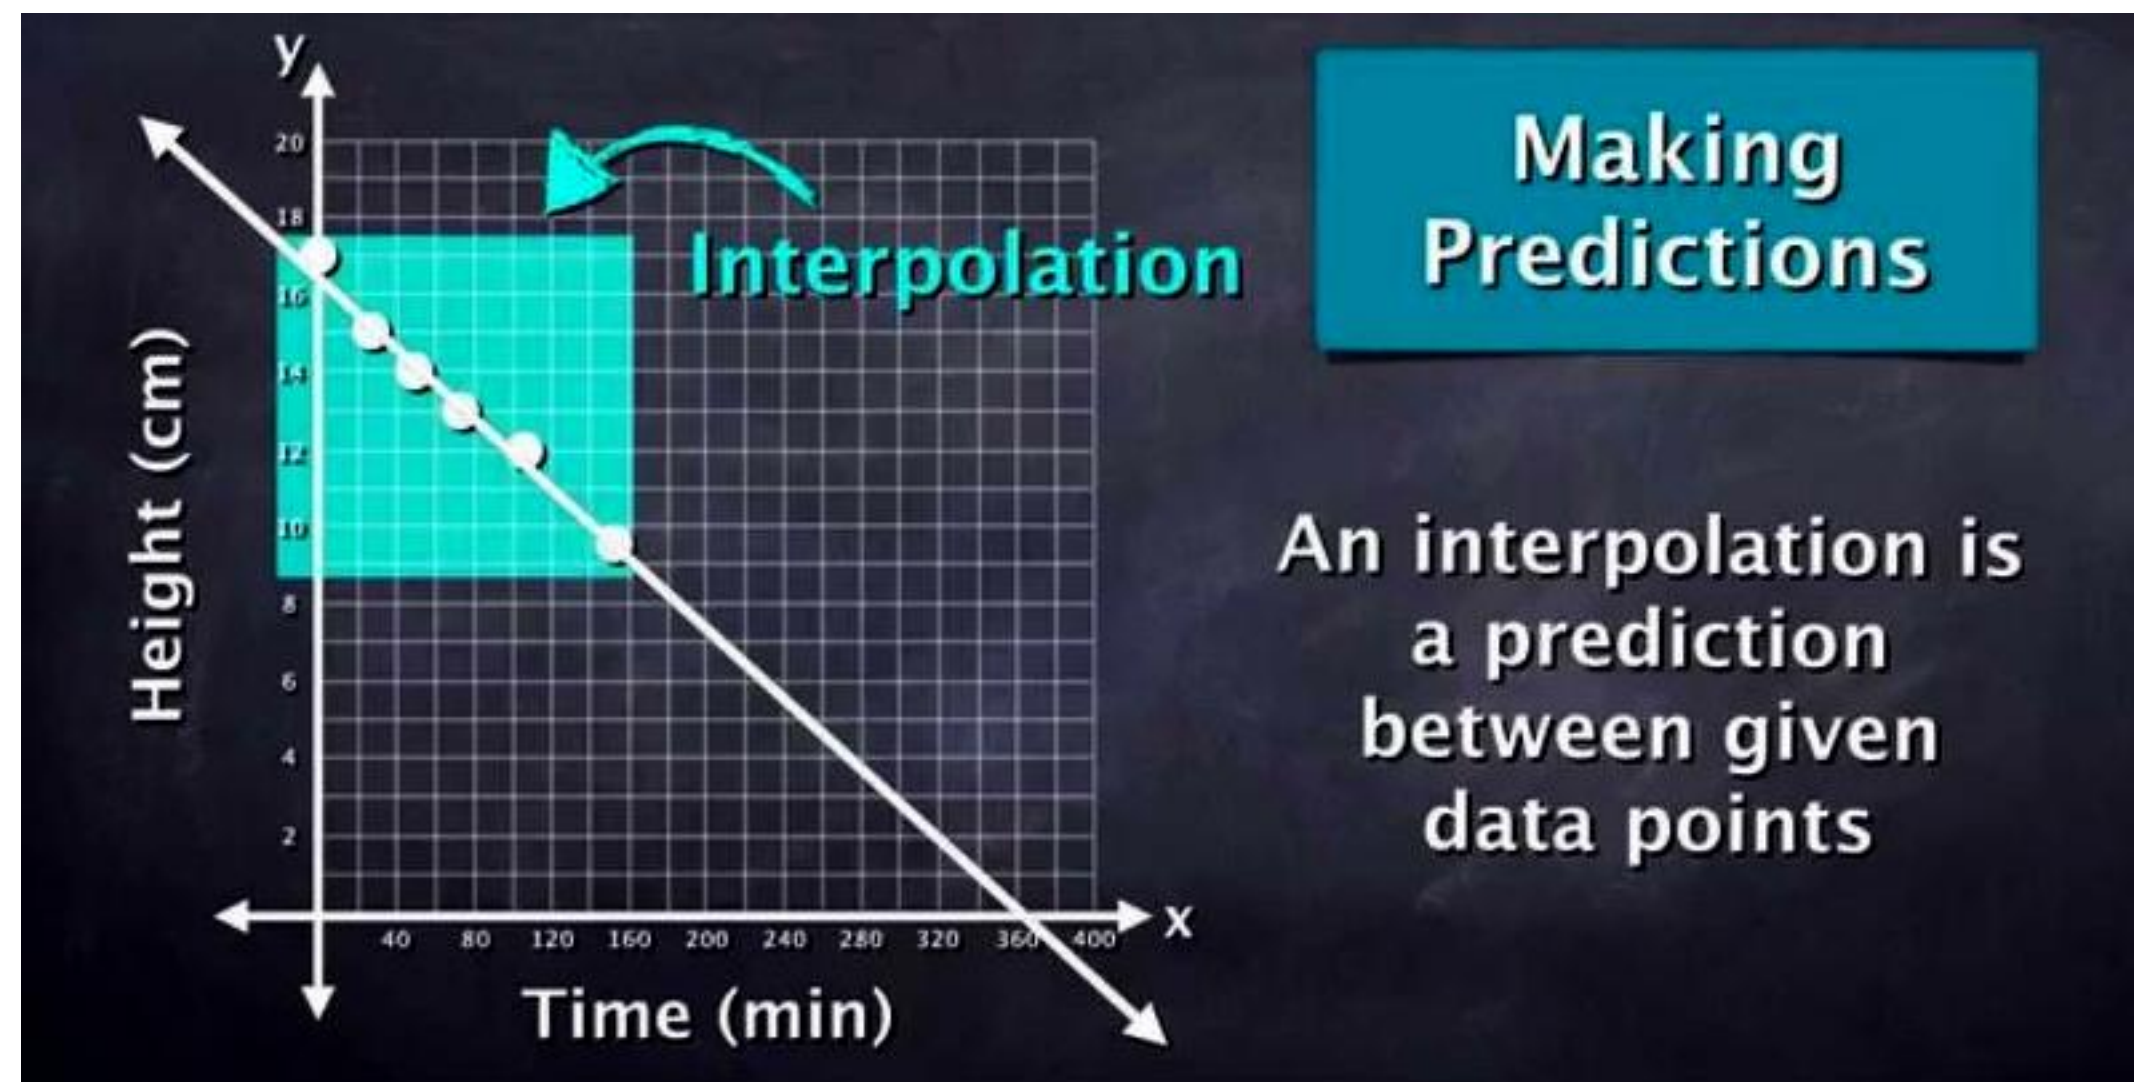 y
20
18
16
14
12
10
8
6
4
2
Height (cm)
Interpolation
40 80 120 160 200 240 280 320 360 400
x
Time (min)
Making
Predictions
An interpolation is
a prediction
between given
data points